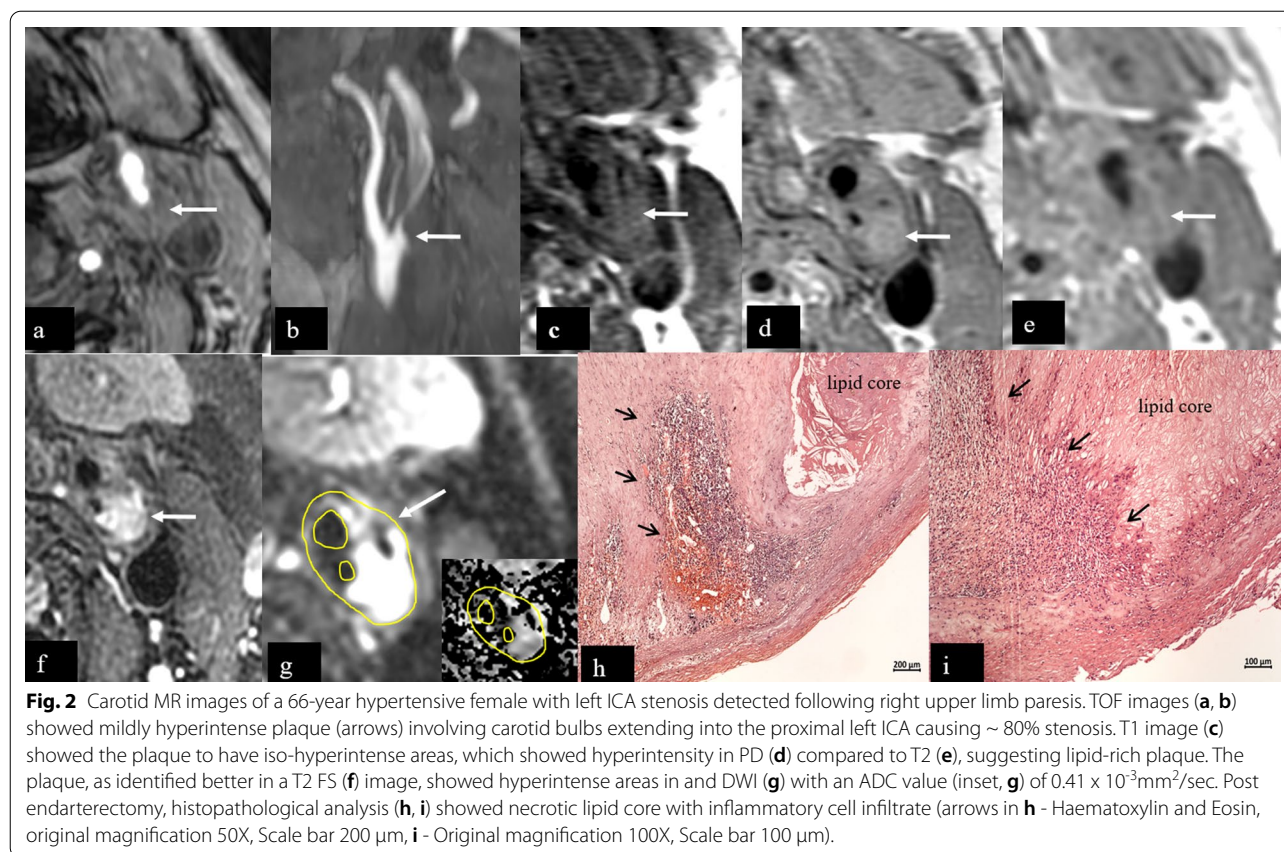 a
b
c
d
e
f
g
h
lipid core
200 µm
i
lipid core
100 µm
Fig. 2 Carotid MR images of a 66-year hypertensive female with left ICA stenosis detected following right upper limb paresis. TOF images (a, b)
showed mildly hyperintense plaque (arrows) involving carotid bulbs extending into the proximal left ICA causing ~ 80% stenosis. T1 image (c)
showed the plaque to have iso-hyperintense areas, which showed hyperintensity in PD (d) compared to T2 (e), suggesting lipid-rich plaque. The
plaque, as identified better in a T2 FS (f) image, showed hyperintense areas in and DWI (g) with an ADC value (inset, g) of 0.41 x 10⁻³mm²/sec. Post
endarterectomy, histopathological analysis (h, i) showed necrotic lipid core with inflammatory cell infiltrate (arrows in h - Haematoxylin and Eosin,
original magnification 50X, Scale bar 200 µm, i - Original magnification 100X, Scale bar 100 µm).